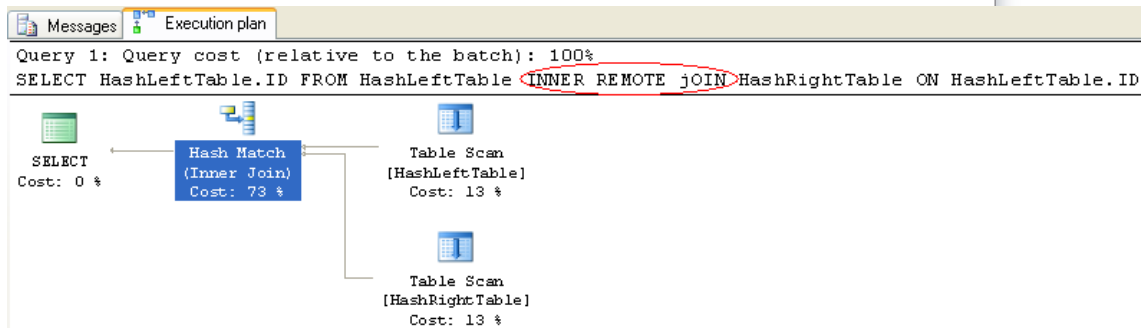 Messages Execution plan
Query 1: Query cost (relative to the batch): 100%
SELECT HashLeftTable.ID FROM HashLeftTable INNER REMOTE jOIN HashRightTable ON HashLeftTable.ID
SELECT
Cost: 0 %
Hash Match
(Inner Join)
Cost: 73 %
Table Scan
[HashLeftTable]
Cost: 13 %
Table Scan
[HashRightTable]
Cost: 13 %